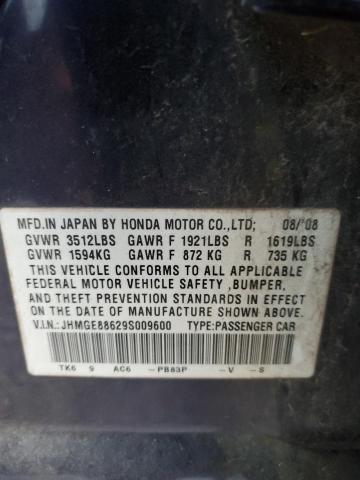 MFD.IN JAPAN BY HONDA MOTOR CO.,LTD; 08/'08
GVWR 3512LBS GAWR F 1921LBS R 1619LBS
GVWR 1594KG GAWR F 872 KG R 735 KG
THIS VEHICLE CONFORMS TO ALL APPLICABLE
FEDERAL MOTOR VEHICLE SAFETY ,BUMPER,
AND THEFT PREVENTION STANDARDS IN EFFECT
ON THE DATE OF MANUFACTURE SHOWN ABOVE.
V.I.N: JHMGE88629S009600 TYPE:PASSENGER CAR
TK6 9 AC6 -PB83P -V -S